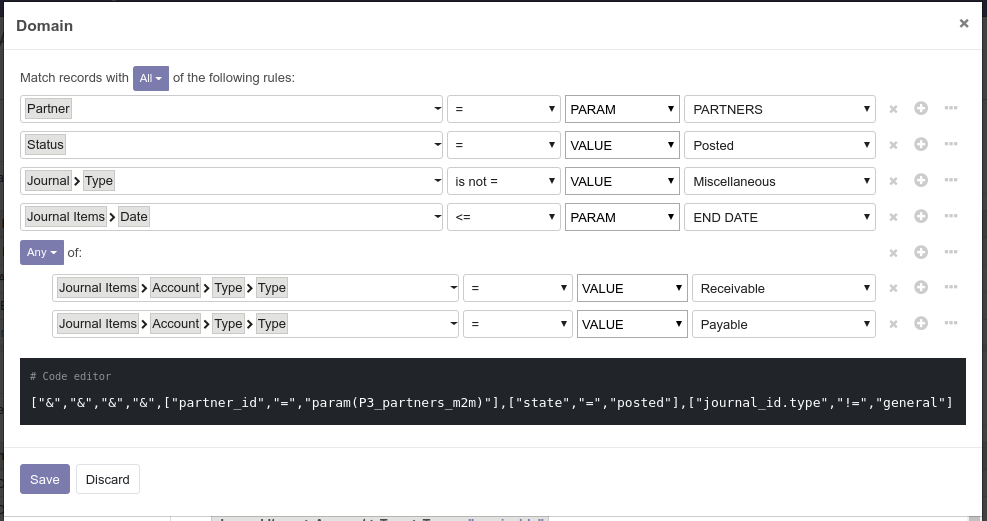 Domain ×
Match records with All of the following rules:
Partner = PARAM PARTNERS
Status = VALUE Posted
Journal > Type is not = VALUE Miscellaneous
Journal Items > Date <= PARAM END DATE
Any of:
Journal Items > Account > Type > Type = VALUE Receivable
Journal Items > Account > Type > Type = VALUE Payable
# Code editor
["&","&","&","&",["partner_id","=","param(P3_partners_m2m)"],["state","=","posted"],["journal_id.type","!=","general"]
Save Discard